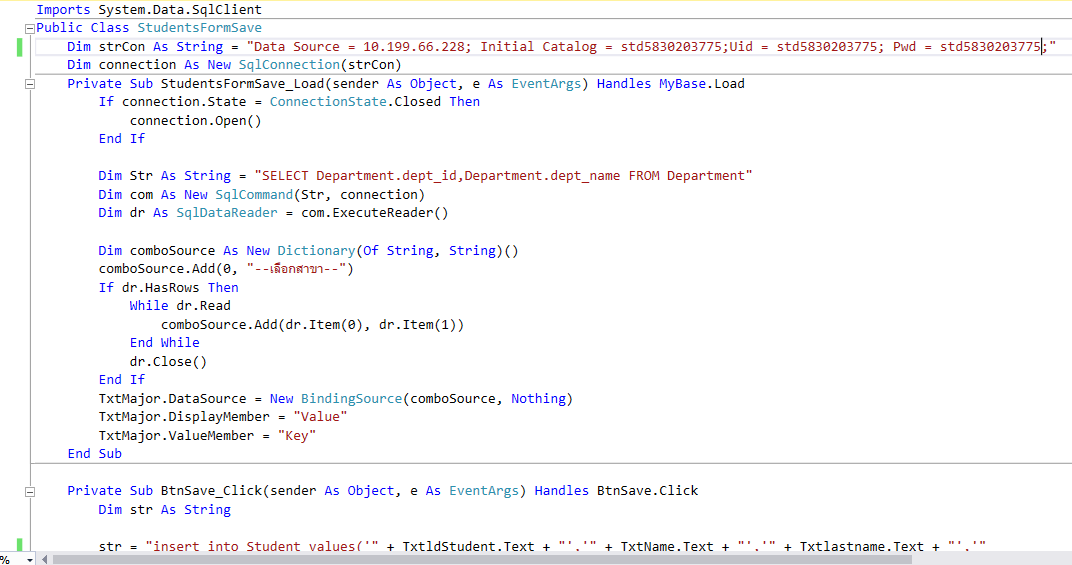 Imports System.Data.SqlClient
Public Class StudentsFormSave
Dim strCon As String = "Data Source = 10.199.66.228; Initial Catalog = std5830203775;Uid = std5830203775; Pwd = std5830203775;"
Dim connection As New SqlConnection(strCon)
Private Sub StudentsFormSave_Load(sender As Object, e As EventArgs) Handles MyBase.Load
If connection.State = ConnectionState.Closed Then
connection.Open()
End If
Dim Str As String = "SELECT Department.dept_id,Department.dept_name FROM Department"
Dim com As New SqlCommand(Str, connection)
Dim dr As SqlDataReader = com.ExecuteReader()
Dim comboSource As New Dictionary(Of String, String)()
comboSource.Add(0, "--เลือกสาขา--")
If dr.HasRows Then
While dr.Read
comboSource.Add(dr.Item(0), dr.Item(1))
End While
dr.Close()
End If
TxtMajor.DataSource = New BindingSource(comboSource, Nothing)
TxtMajor.DisplayMember = "Value"
TxtMajor.ValueMember = "Key"
End Sub
Private Sub BtnSave_Click(sender As Object, e As EventArgs) Handles BtnSave.Click
Dim str As String
str = "insert into Student values('" + TxtldStudent.Text + "','" + TxtName.Text + "','" + Txtlastname.Text + "','"
%